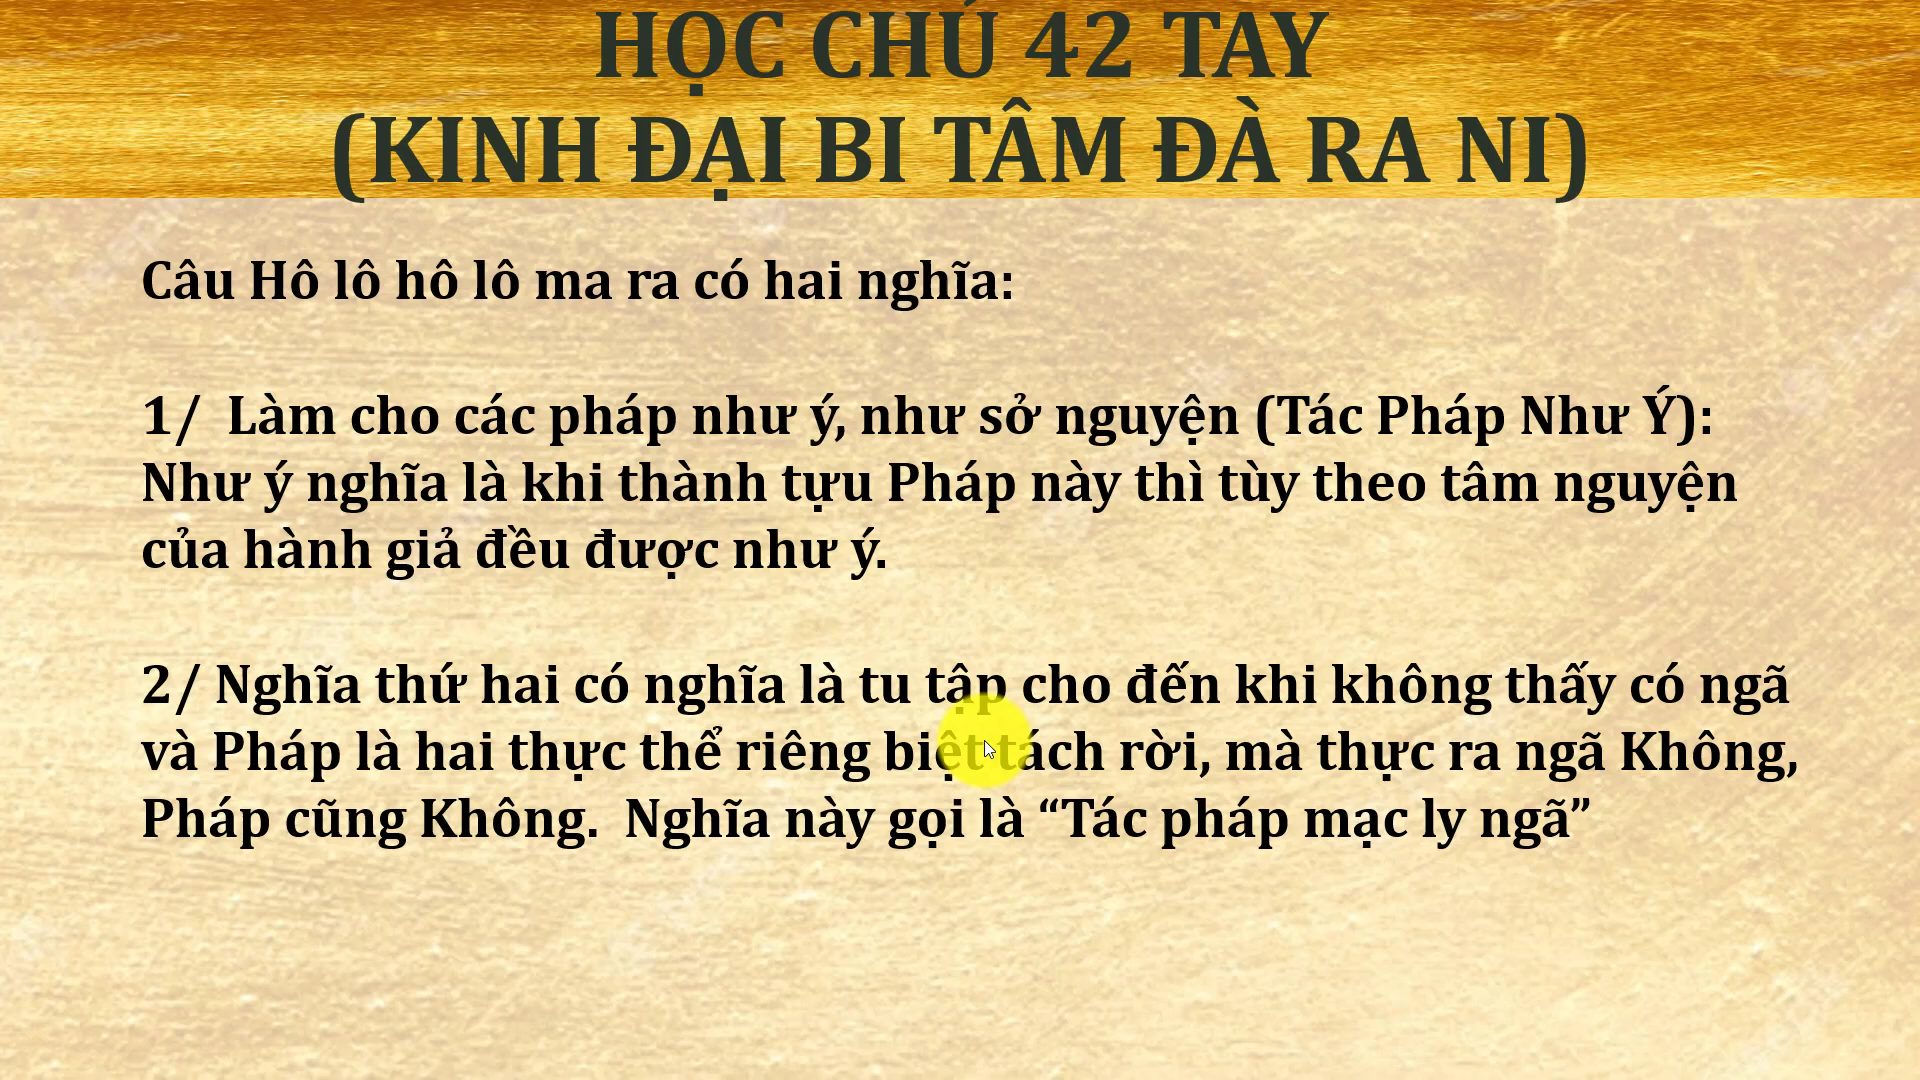 HỌC CHÚ 42 TAY
(KINH ĐẠI BI TÂM ĐÀ RA NI)
Câu Hô lô hô lô ma ra có hai nghĩa:
1/ Làm cho các pháp như ý, như sở nguyện (Tác Pháp Như Ý):
Như ý nghĩa là khi thành tựu Pháp này thì tùy theo tâm nguyện
của hành giả đều được như ý.
2/ Nghĩa thứ hai có nghĩa là tu tập cho đến khi không thấy có ngã
và Pháp là hai thực thể riêng biệt tách rời, mà thực ra ngã Không,
Pháp cũng Không. Nghĩa này gọi là “Tác pháp mạc ly ngã”